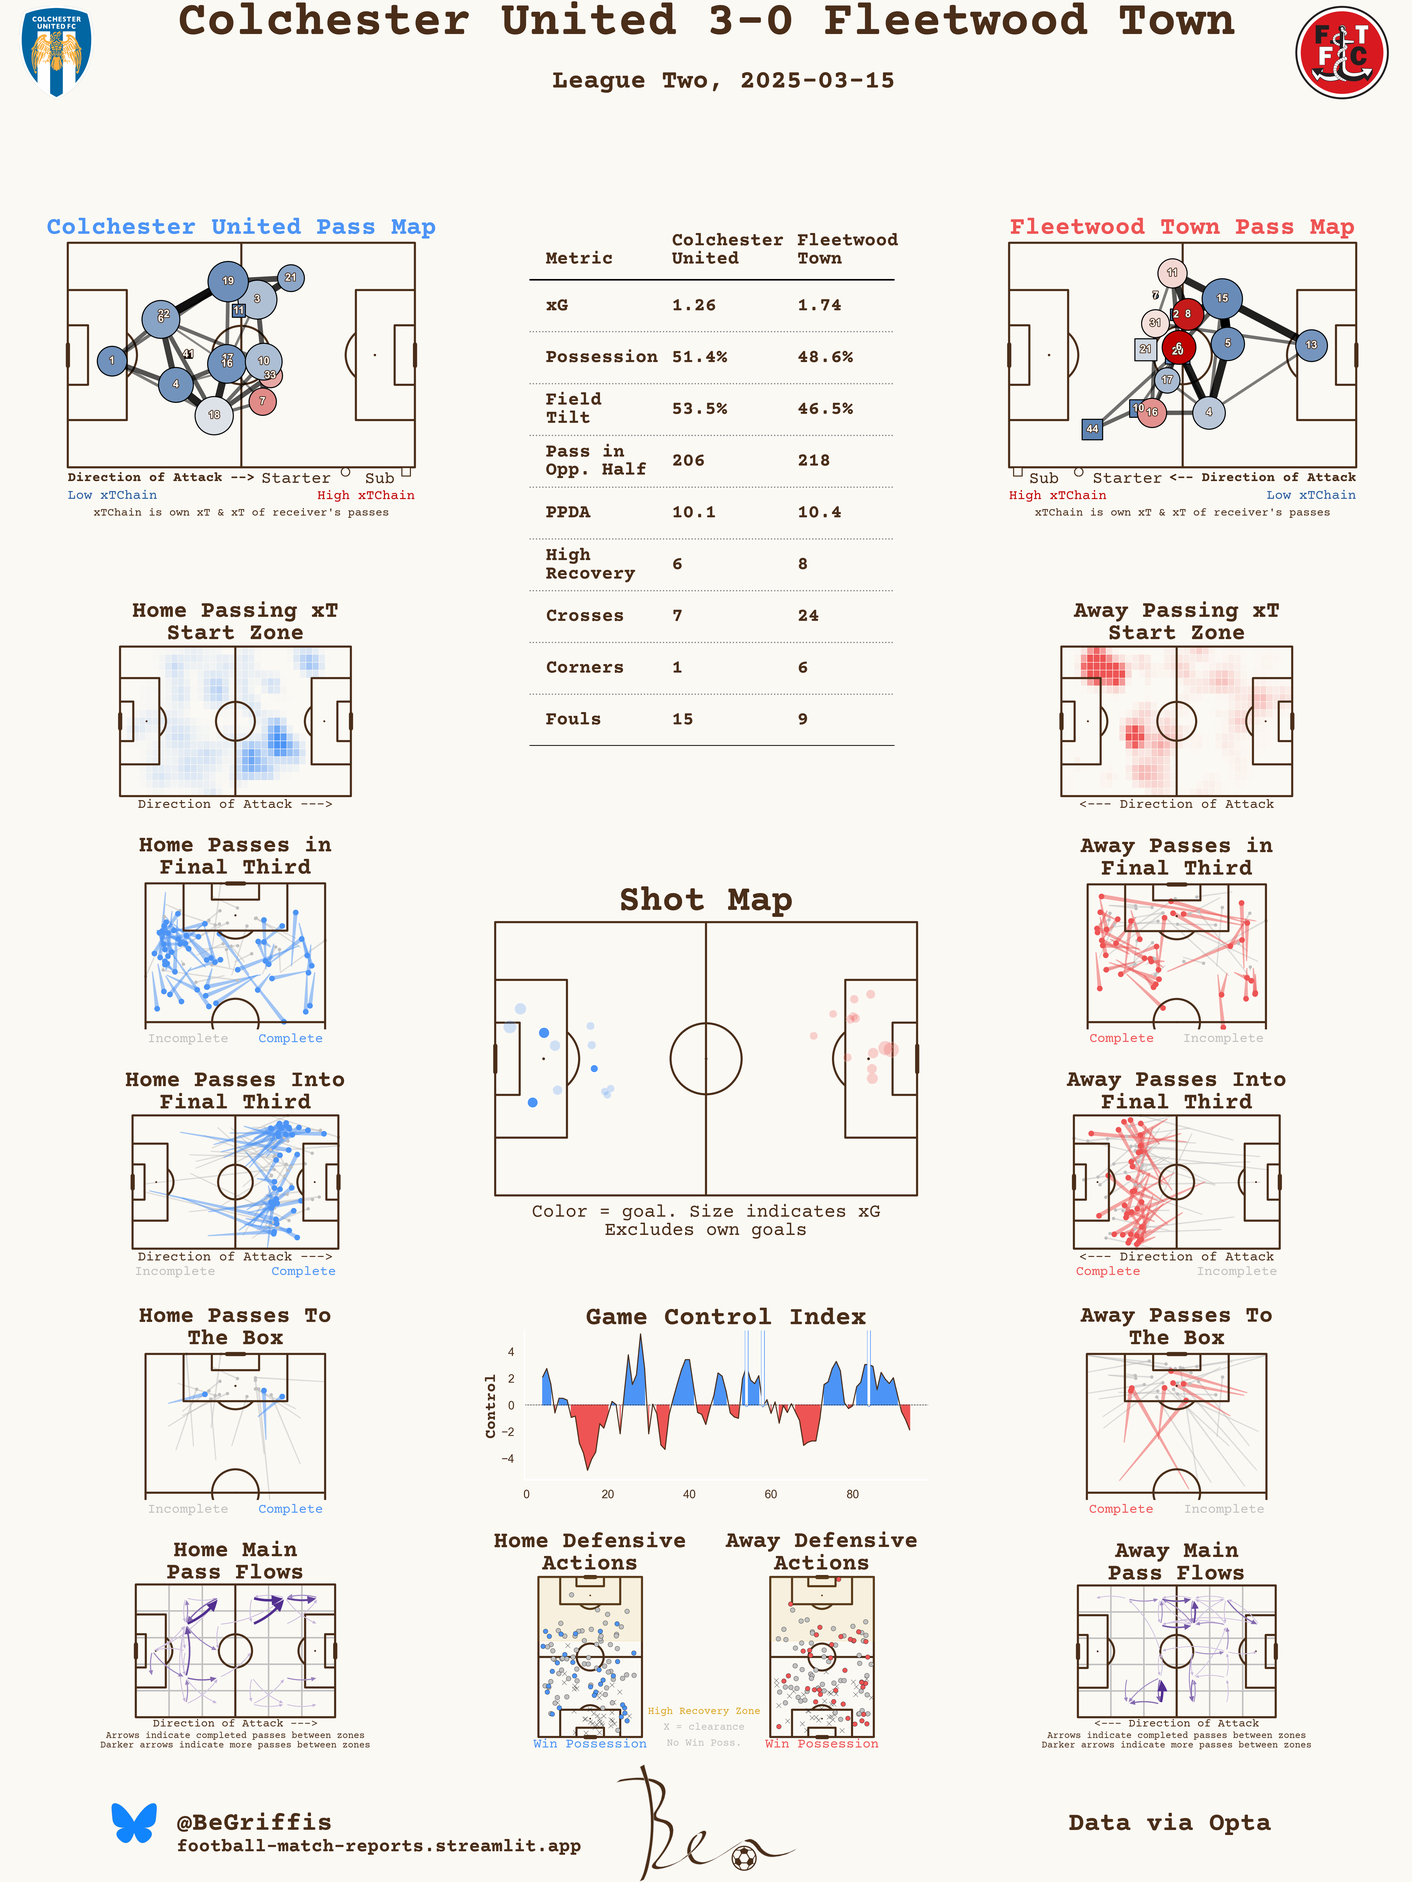 Colchester United 3-0 Fleetwood Town
League Two, 2025-03-15
COLCHESTER
UNITED FC
F T
F C
Colchester United Pass Map
19
21
3
11
22
6
1
41
17
16
10
33
4
7
18
Direction of Attack --> Starter Sub
Low xTChain High xTChain
xTChain is own xT & xT of receiver's passes
Metric Colchester United Fleetwood Town
xG 1.26 1.74
Possession 51.4% 48.6%
Field Tilt 53.5% 46.5%
Pass in Opp. Half 206 218
PPDA 10.1 10.4
High Recovery 6 8
Crosses 7 24
Corners 1 6
Fouls 15 9
Fleetwood Town Pass Map
11
7
15
2 8
31
21
6
20
5
13
17
10 16
4
44
Sub Starter <-- Direction of Attack
High xTChain Low xTChain
xTChain is own xT & xT of receiver's passes
Home Passing xT
Start Zone
Direction of Attack --->
Away Passing xT
Start Zone
<--- Direction of Attack
Home Passes in
Final Third
Incomplete Complete
Away Passes in
Final Third
Complete Incomplete
Shot Map
Color = goal. Size indicates xG
Excludes own goals
Home Passes Into
Final Third
Direction of Attack --->
Incomplete Complete
Away Passes Into
Final Third
<--- Direction of Attack
Complete Incomplete
Home Passes To
The Box
Incomplete Complete
Game Control Index
Control
4
2
0
−2
−4
0 20 40 60 80
Away Passes To
The Box
Complete Incomplete
Home Main
Pass Flows
Direction of Attack --->
Arrows indicate completed passes between zones
Darker arrows indicate more passes between zones
Home Defensive
Actions
Win Possession
Away Defensive
Actions
Win Possession
High Recovery Zone
X = clearance
No Win Poss.
Away Main
Pass Flows
<--- Direction of Attack
Arrows indicate completed passes between zones
Darker arrows indicate more passes between zones
@BeGriffis
football-match-reports.streamlit.app
Ben
Data via Opta